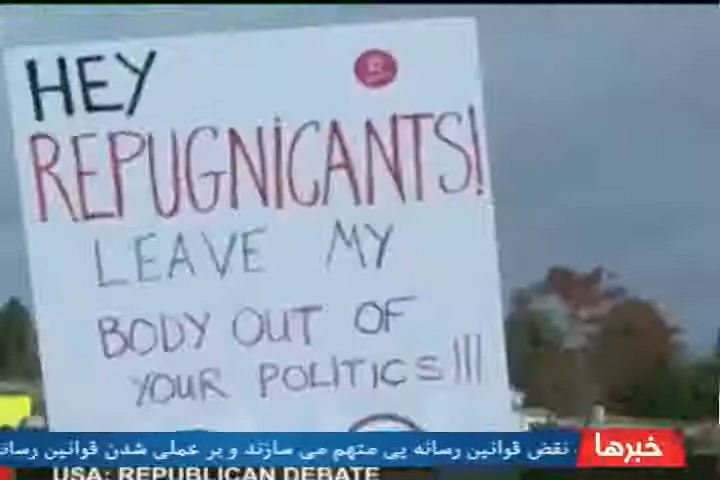 HEY
REPUGNICANTS!
LEAVE MY
BODY OUT OF
YOUR POLITICS!!!
خبرها
نقض قوانین رسانه یی متهم می سازند و بر عملی شدن قوانین رسانه
USA: REPUBLICAN DEBATE